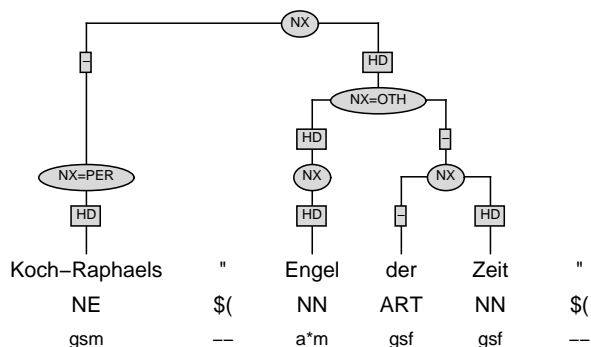 NX
– HD
NX=OTH
HD –
NX=PER NX NX
HD HD – HD
Koch–Raphaels " Engel der Zeit "
NE $( NN ART NN $(
gsm –– a*m gsf gsf ––